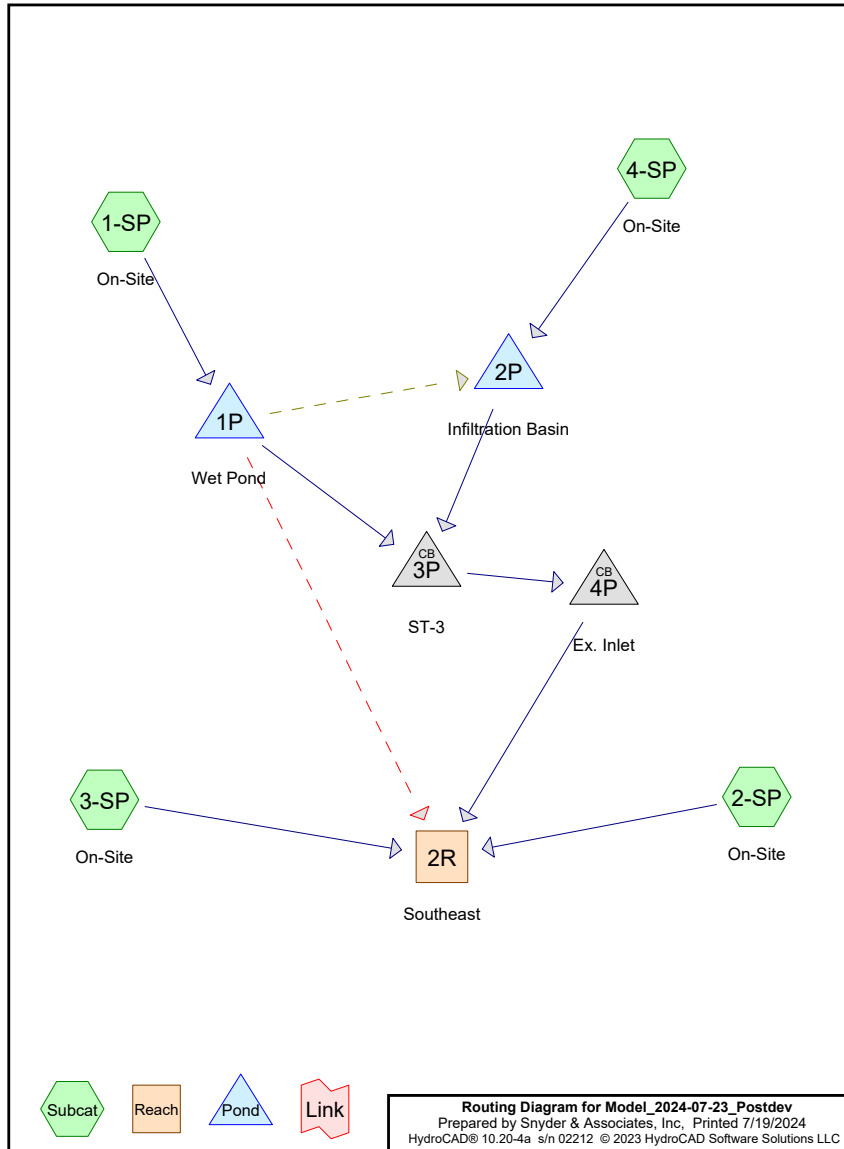 4-SP
On-Site
1-SP
On-Site
2P
Infiltration Basin
1P
Wet Pond
CB
3P
ST-3
CB
4P
Ex. Inlet
3-SP
On-Site
2-SP
On-Site
2R
Southeast
Subcat
Reach
Pond
Link
Routing Diagram for Model_2024-07-23_Postdev
Prepared by Snyder & Associates, Inc, Printed 7/19/2024
HydroCAD® 10.20-4a s/n 02212 © 2023 HydroCAD Software Solutions LLC